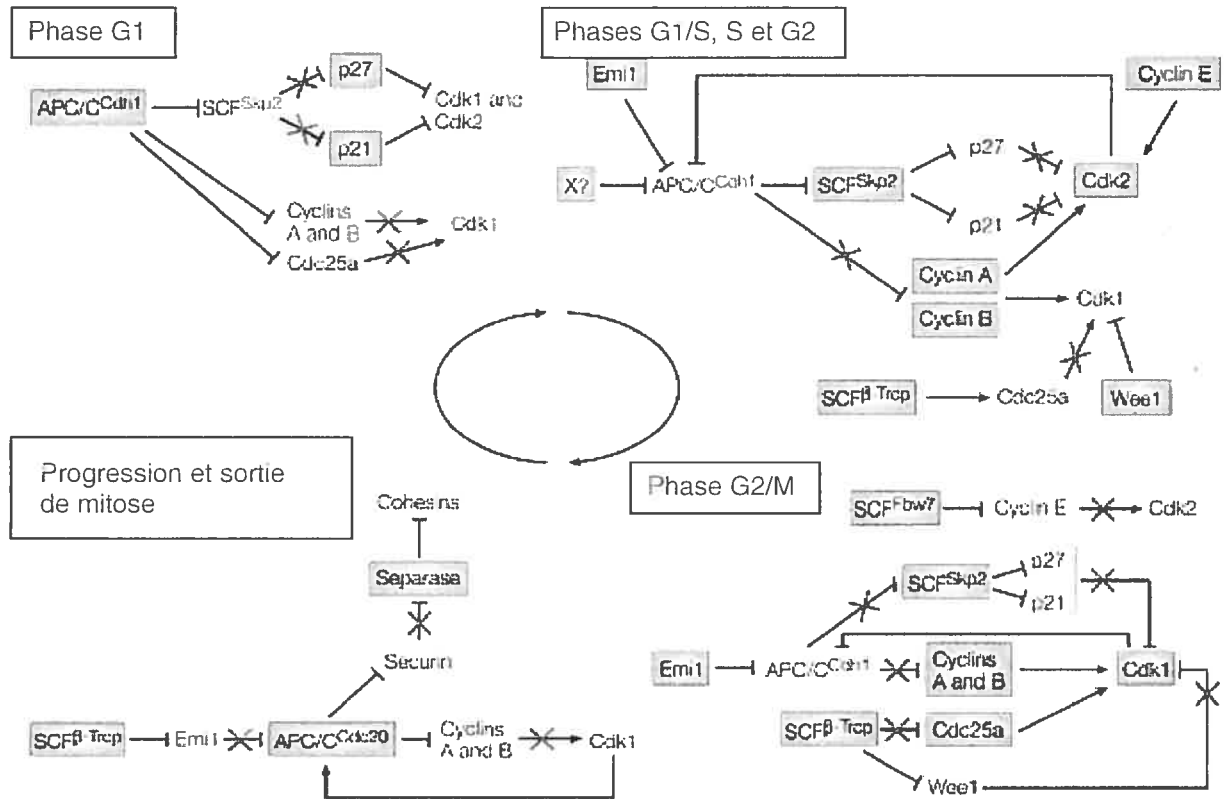 Phase G1
p27
APC/C^Cdh1
SCF^Skp2
Cdk1 and
Cdk2
p21
Cyclins
A and B
Cdk1
Cdc25a
Phases G1/S, S et G2
Emi1
Cyclin E
p27
X?
APC/C^Cdh1
SCF^Skp2
Cdk2
p21
Cyclin A
Cyclin B
Cdk1
SCF^β-Trcp
Cdc25a
Wee1
Progression et sortie
de mitose
Cohesins
Separase
Securin
SCF^β-Trcp
Emi1
APC/C^Cdc20
Cyclins
A and B
Cdk1
Phase G2/M
SCF^Fbw7
Cyclin E
Cdk2
SCF^Skp2
p27
p21
Emi1
APC/C^Cdh1
Cyclins
A and B
Cdk1
SCF^β-Trcp
Cdc25a
Wee1